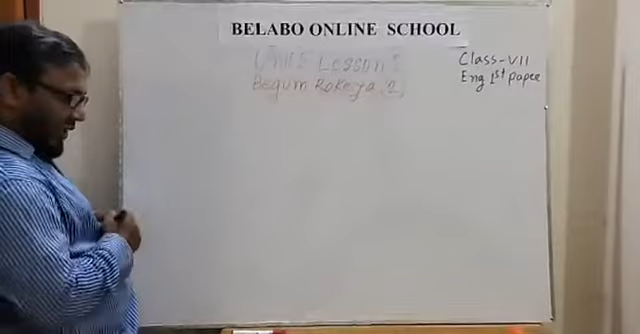 BELABO ONLINE SCHOOL
Lesson
Class-VII
Eng 1st paper
Begum Rokeya (2)